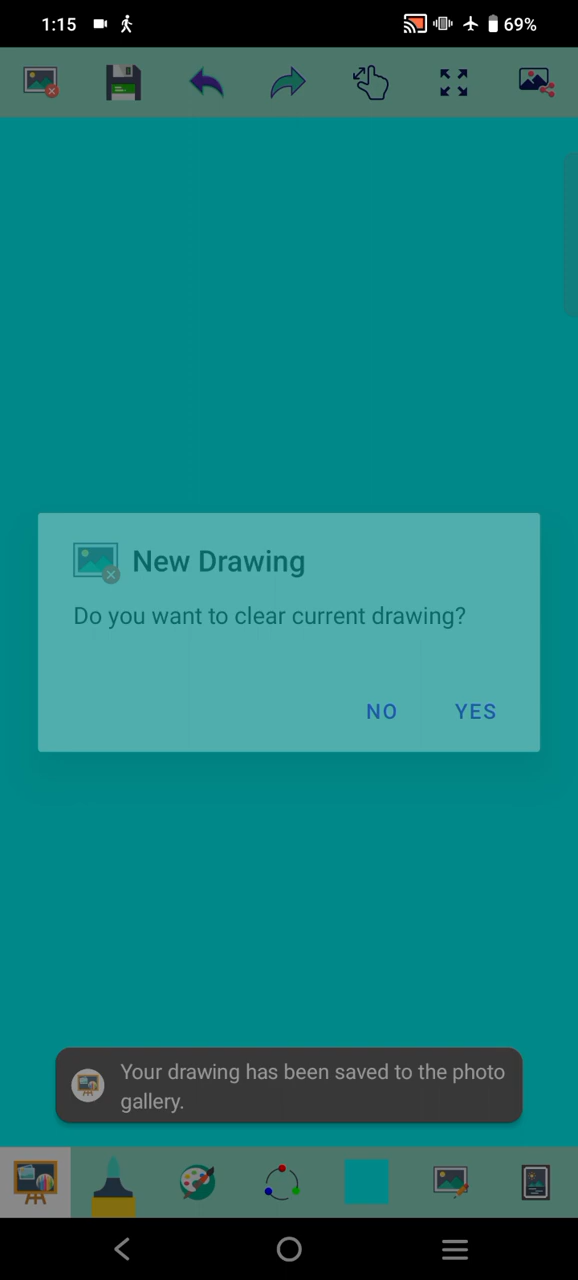 1:15
69%
New Drawing
Do you want to clear current drawing?
NO YES
Your drawing has been saved to the photo
gallery.